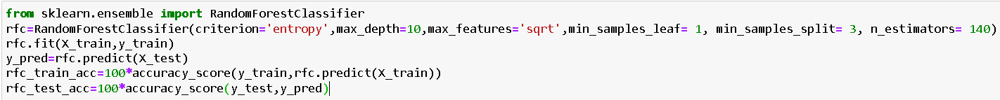 from sklearn.ensemble import RandomForestClassifier
rfc=RandomForestClassifier(criterion='entropy',max_depth=10,max_features='sqrt',min_samples_leaf= 1, min_samples_split= 3, n_estimators= 140)
rfc.fit(X_train,y_train)
y_pred=rfc.predict(X_test)
rfc_train_acc=100*accuracy_score(y_train,rfc.predict(X_train))
rfc_test_acc=100*accuracy_score(y_test,y_pred)